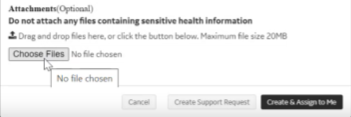 Attachments(Optional)
Do not attach any files containing sensitive health information
Drag and drop files here, or click the button below. Maximum file size 20MB
Choose Files No file chosen
No file chosen
Cancel Create Support Request Create & Assign to Me